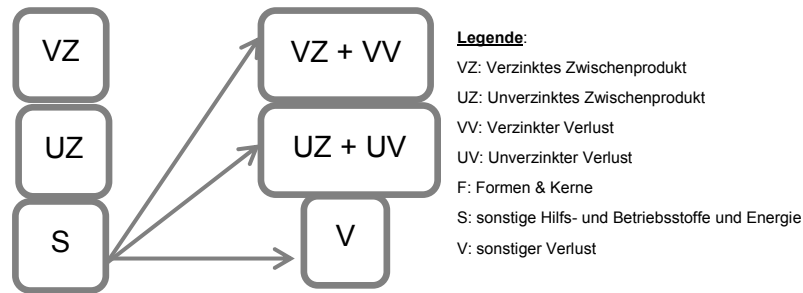 VZ
UZ
S
VZ + VV
UZ + UV
V
Legende:
VZ: Verzinktes Zwischenprodukt
UZ: Unverzinktes Zwischenprodukt
VV: Verzinkter Verlust
UV: Unverzinkter Verlust
F: Formen & Kerne
S: sonstige Hilfs- und Betriebsstoffe und Energie
V: sonstiger Verlust